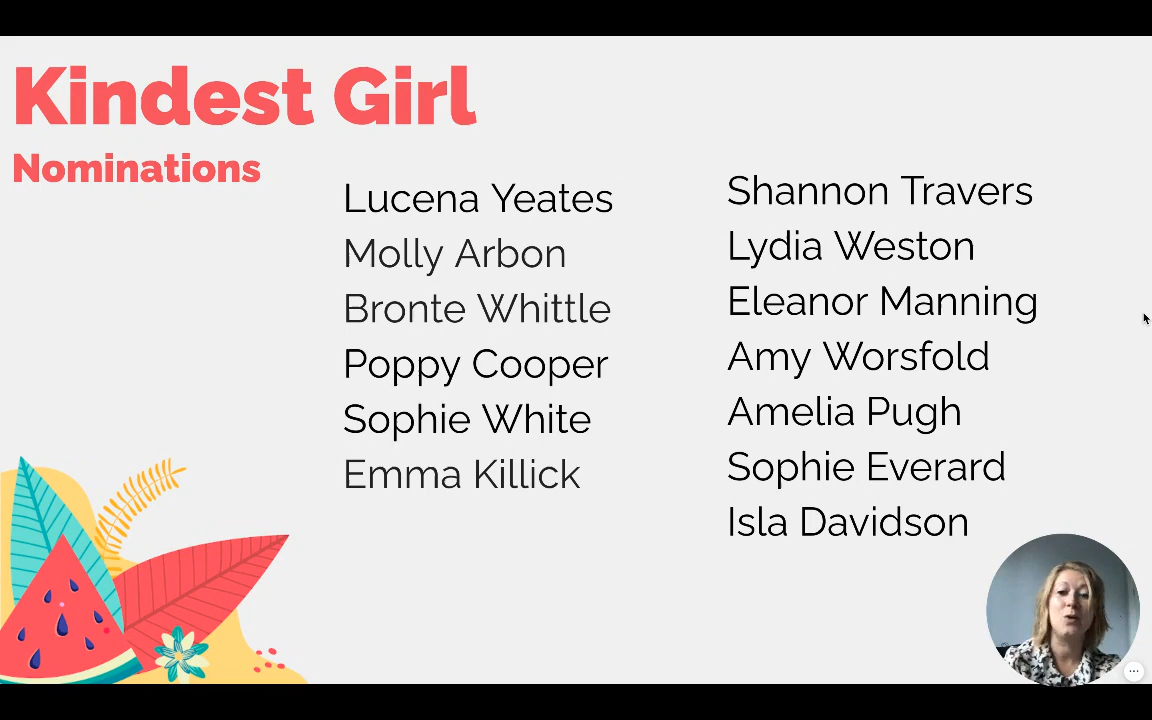 Kindest Girl
Nominations
Lucena Yeates
Molly Arbon
Bronte Whittle
Poppy Cooper
Sophie White
Emma Killick
Shannon Travers
Lydia Weston
Eleanor Manning
Amy Worsfold
Amelia Pugh
Sophie Everard
Isla Davidson